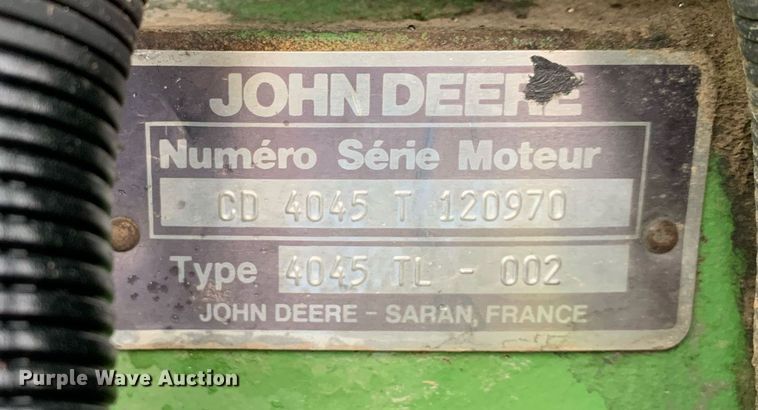 JOHN DEERE
Numéro Série Moteur
CD 4045 T 120970
Type 4045 TL - 002
JOHN DEERE - SARAN, FRANCE
Purple Wave Auction